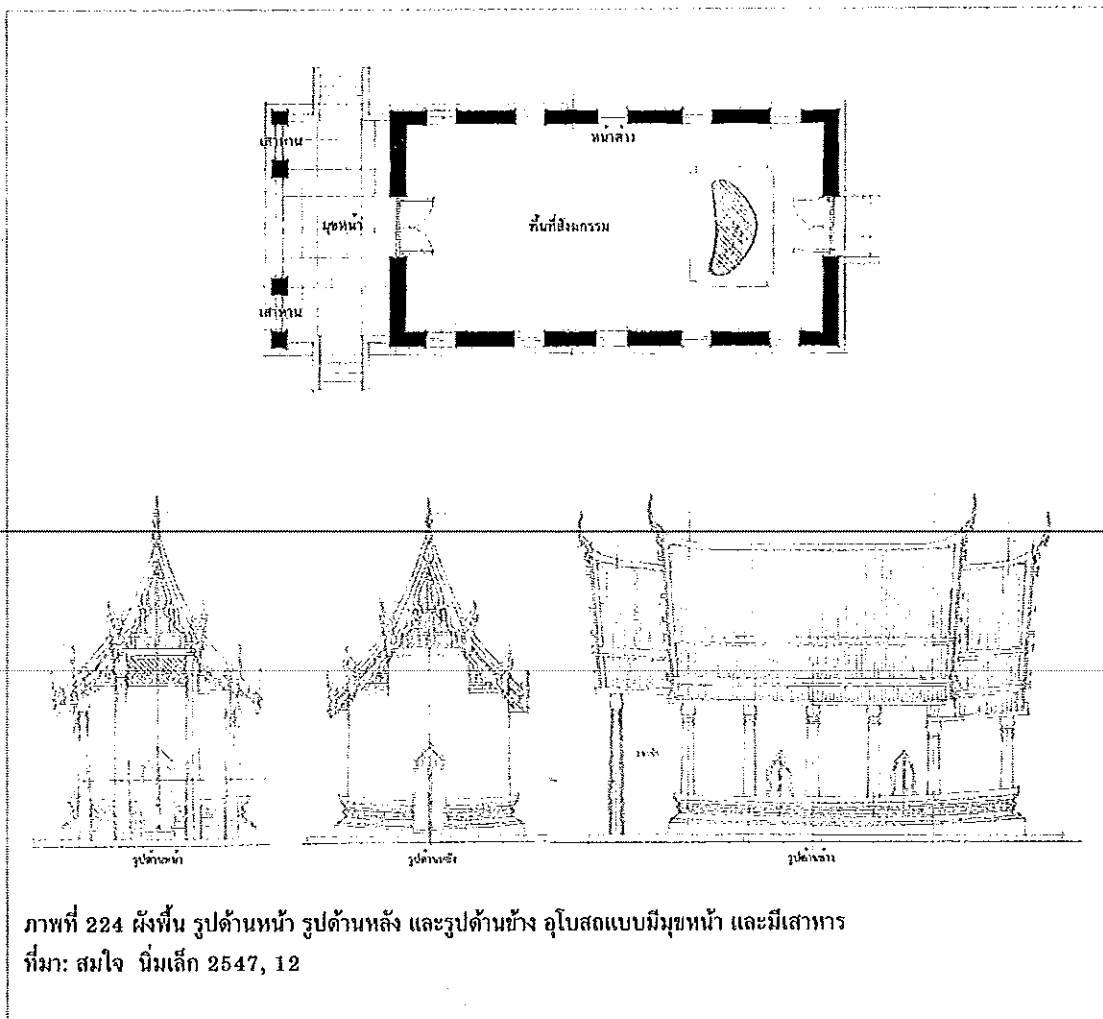 เสาหาน
หน้าต่าง
มุขหน้า
พื้นที่สังฆกรรม
เสาหาน
รูปด้านหน้า
รูปด้านหลัง
รูปด้านข้าง
ภาพที่ 224 ผังพื้น รูปด้านหน้า รูปด้านหลัง และรูปด้านข้าง อุโบสถแบบมีมุขหน้า และมีเสาหาร
ที่มา: สมใจ นิ่มเล็ก 2547, 12